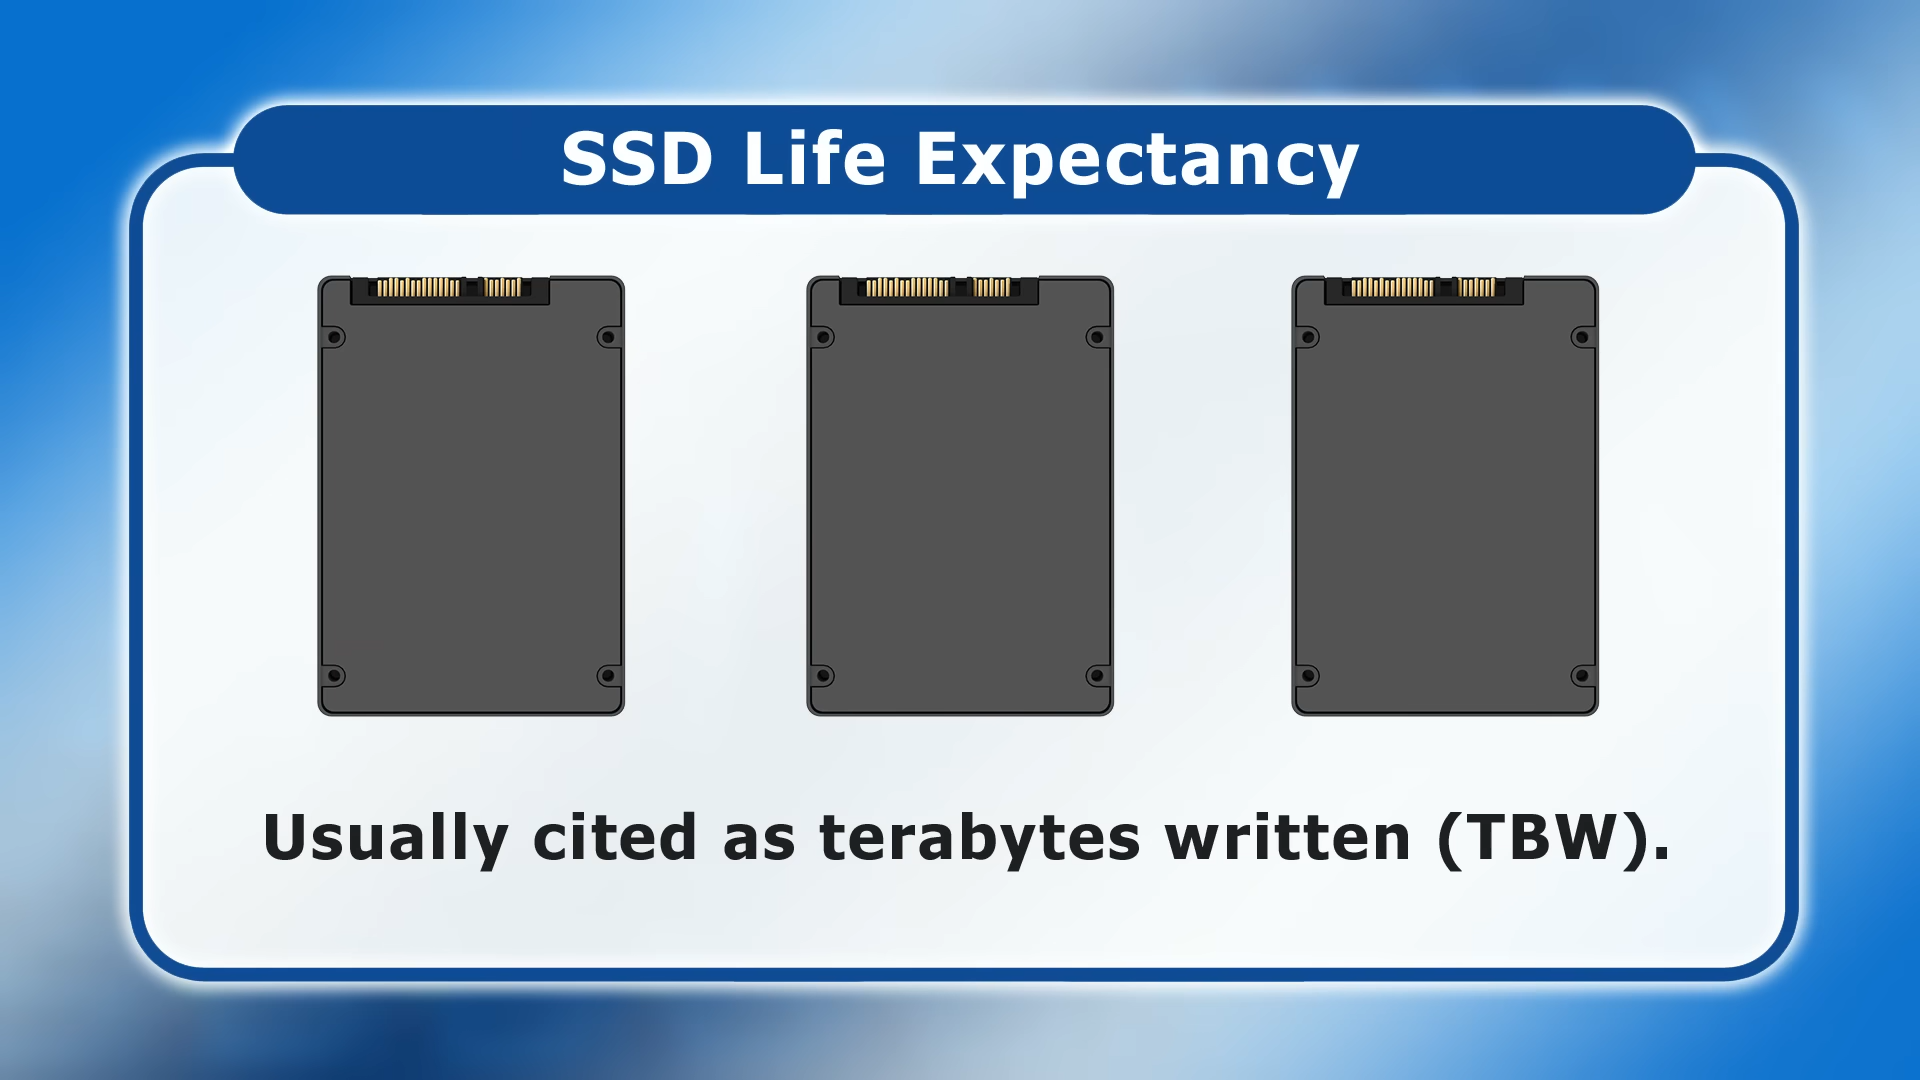 SSD Life Expectancy
Usually cited as terabytes written (TBW).